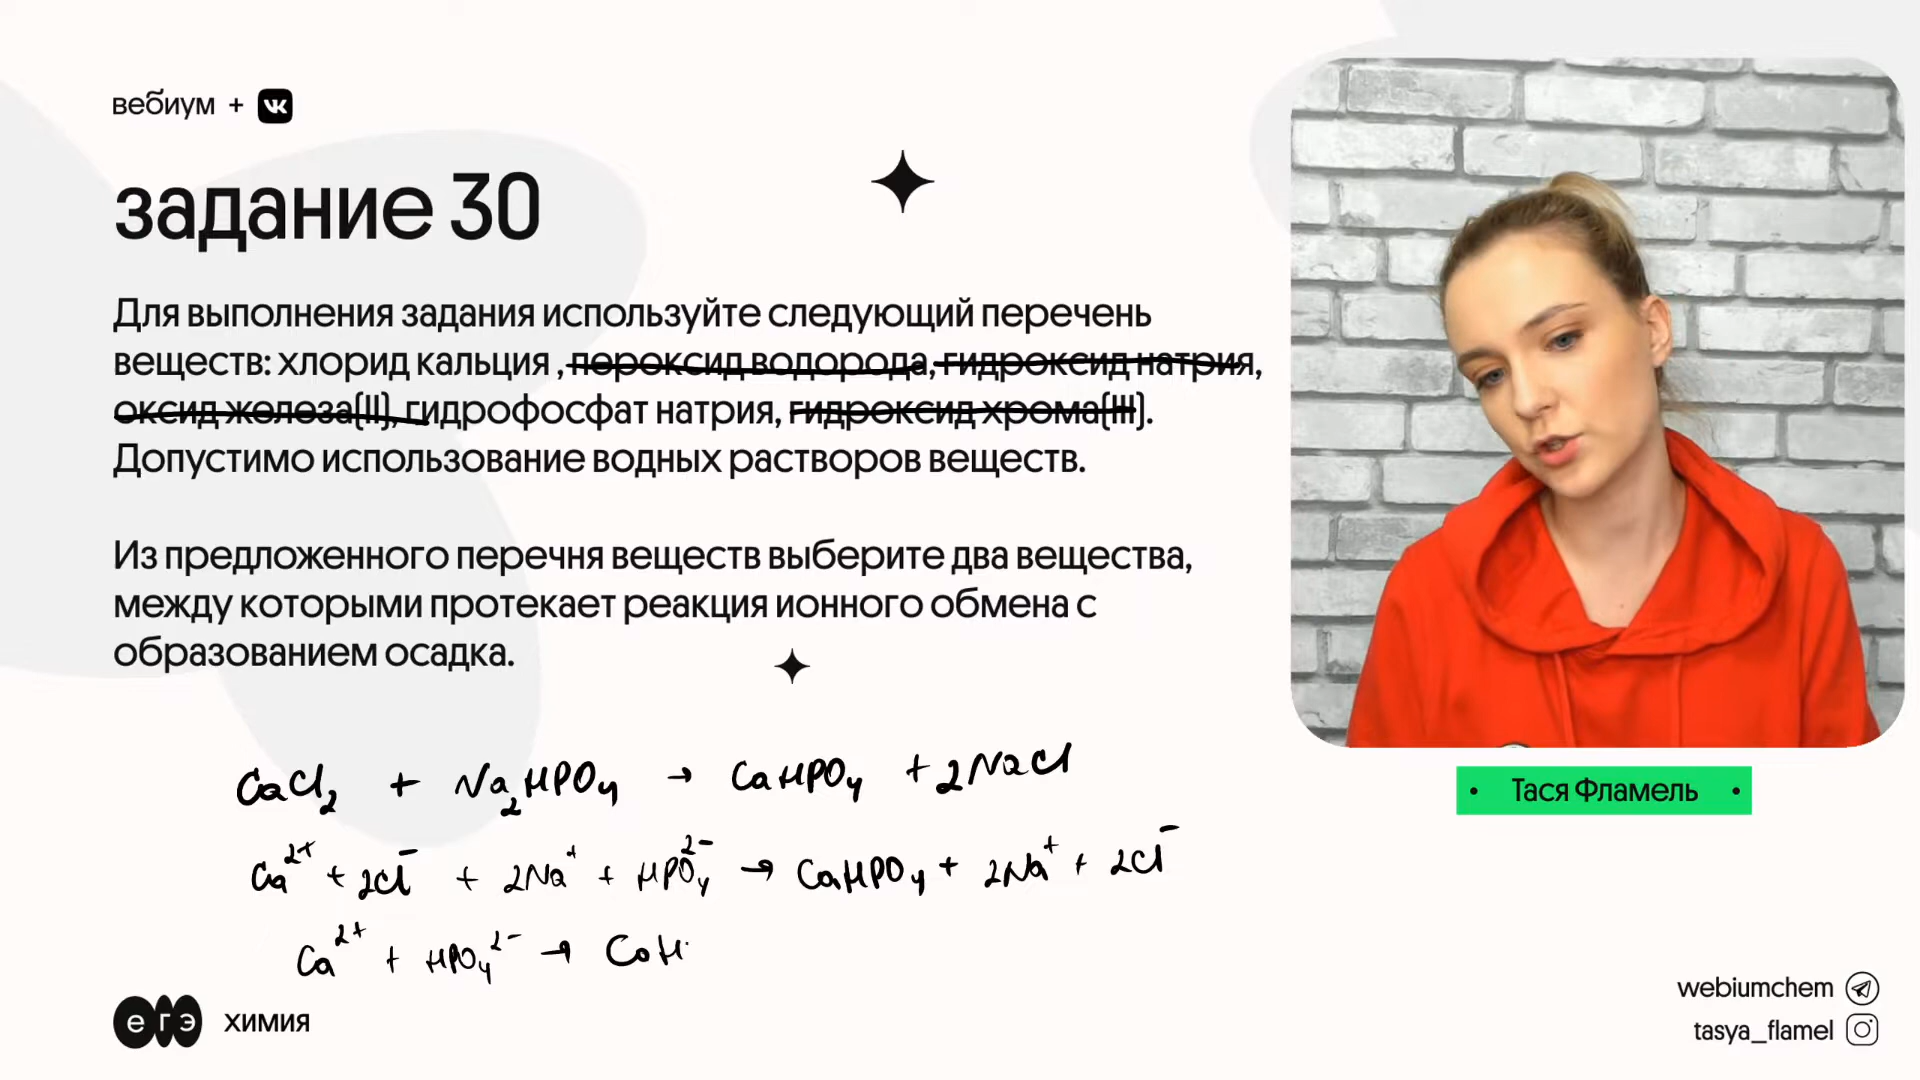 вебиум +
задание 30
Для выполнения задания используйте следующий перечень
веществ: хлорид кальция , пероксид водорода, гидроксид натрия,
оксид железа(II), гидрофосфат натрия, гидроксид хрома(III).
Допустимо использование водных растворов веществ.
Из предложенного перечня веществ выберите два вещества,
между которыми протекает реакция ионного обмена с
образованием осадка.
CaCl₂ + Na₂HPO₄ → CaHPO₄ + 2NaCl
Ca²⁺ + 2Cl⁻ + 2Na⁺ + HPO₄²⁻ → CaHPO₄ + 2Na⁺ + 2Cl⁻
Ca²⁺ + HPO₄²⁻ → CaH
• Тася Фламель •
егэ химия
webiumchem
tasya_flamel